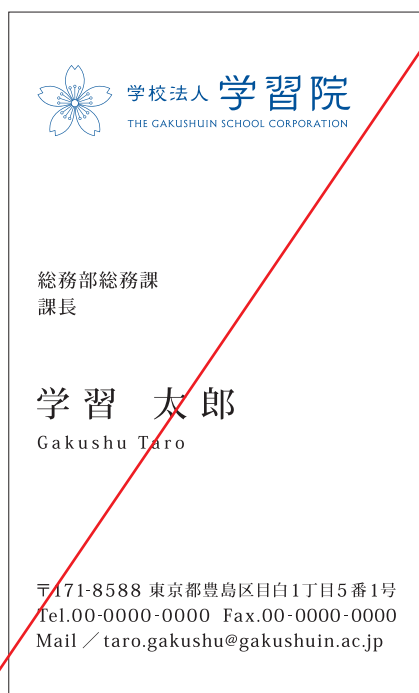 学校法人 学習院
THE GAKUSHUIN SCHOOL CORPORATION
総務部総務課
課長
学習 太郎
Gakushu Taro
〒171-8588 東京都豊島区目白1丁目5番1号
Tel.00-0000-0000 Fax.00-0000-0000
Mail ／ taro.gakushu@gakushuin.ac.jp